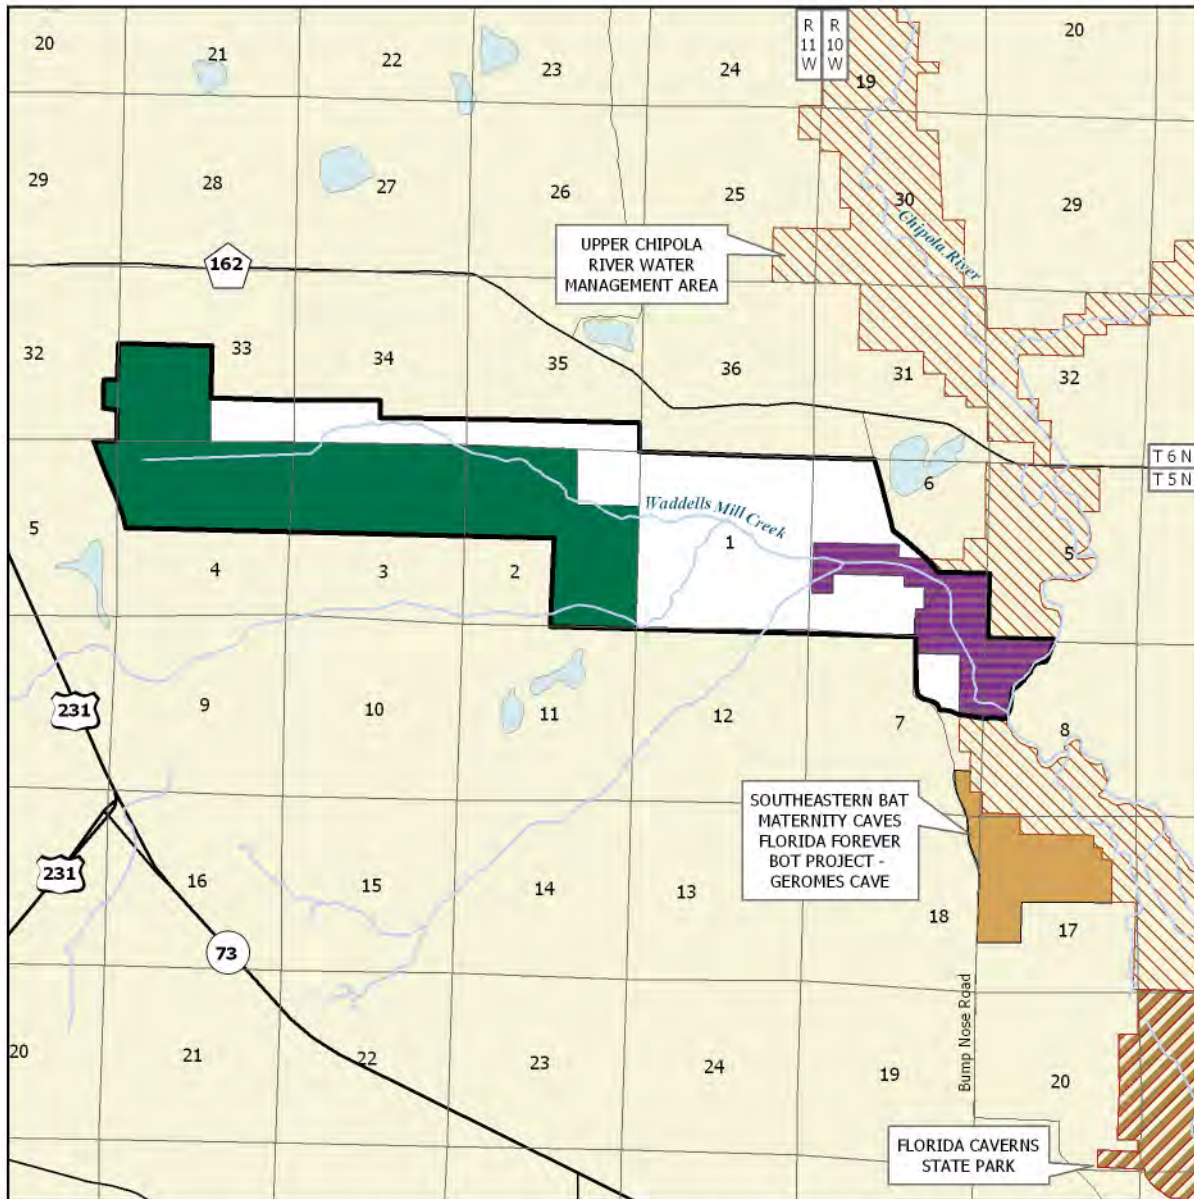 20
21
22
23
24
R
11
W
R
10
W
19
20
29
28
27
26
25
30
29
Chipola River
UPPER CHIPOLA
RIVER WATER
MANAGEMENT AREA
162
32
33
34
35
36
31
32
T 6 N
T 5 N
5
4
3
2
1
6
5
Waddells Mill Creek
231
9
10
11
12
7
8
SOUTHEASTERN BAT
MATERNITY CAVES
FLORIDA FOREVER
BOT PROJECT -
GEROMES CAVE
231
16
15
14
13
18
17
73
Bump Nose Road
20
21
22
23
24
19
20
FLORIDA CAVERNS
STATE PARK